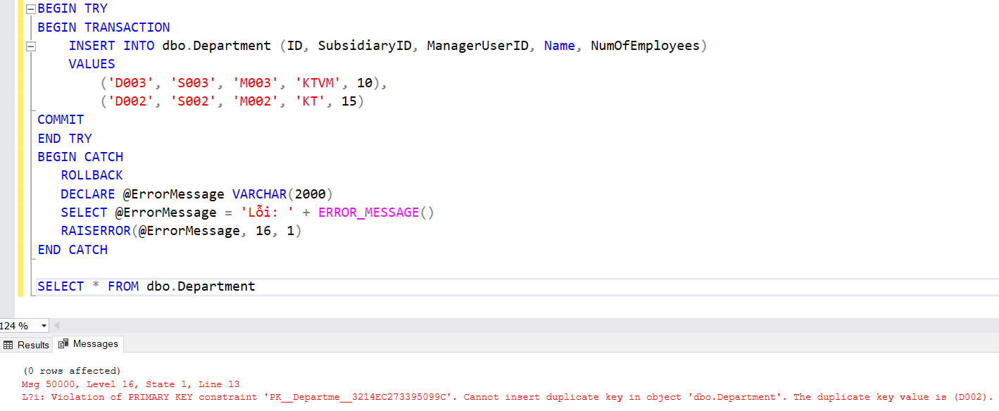 BEGIN TRY
BEGIN TRANSACTION
INSERT INTO dbo.Department (ID, SubsidiaryID, ManagerUserID, Name, NumOfEmployees)
VALUES
('D003', 'S003', 'M003', 'KTVM', 10),
('D002', 'S002', 'M002', 'KT', 15)
COMMIT
END TRY
BEGIN CATCH
ROLLBACK
DECLARE @ErrorMessage VARCHAR(2000)
SELECT @ErrorMessage = 'Lỗi: ' + ERROR_MESSAGE()
RAISERROR(@ErrorMessage, 16, 1)
END CATCH
SELECT * FROM dbo.Department
124 %
Results Messages
(0 rows affected)
Msg 50000, Level 16, State 1, Line 13
L?i: Violation of PRIMARY KEY constraint 'PK__Departme__3214EC273395099C'. Cannot insert duplicate key in object 'dbo.Department'. The duplicate key value is (D002).